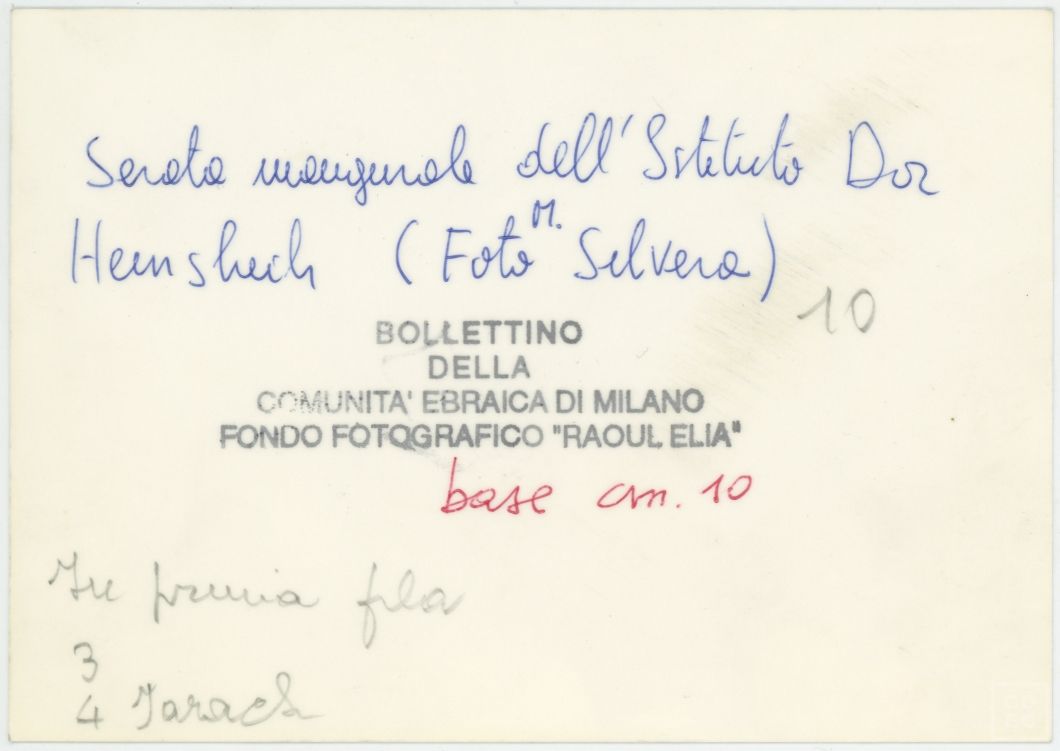 Serata inaugurale dell'Istituto Dor
Hemshech (Foto M. Silvera)
10
BOLLETTINO
DELLA
COMUNITA' EBRAICA DI MILANO
FONDO FOTOGRAFICO "RAOUL ELIA"
base cm. 10
In prima fila
3
4 Jarach